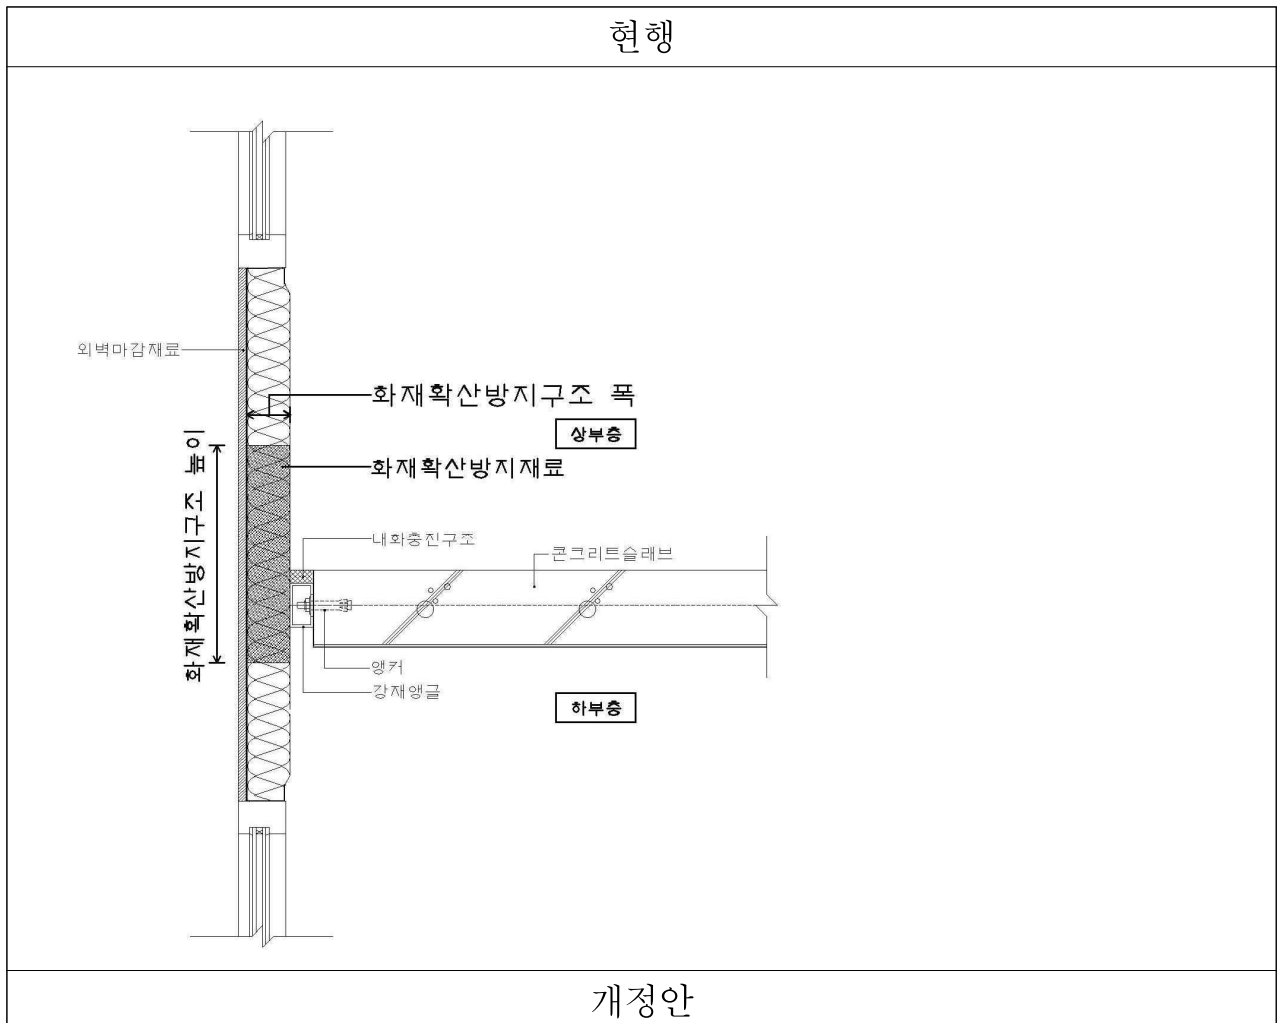 현행
외벽마감재료
화재확산방지구조 폭
상부층
화재확산방지구조 높이
화재확산방지재료
내화충진구조
콘크리트슬래브
앵커
강재앵글
하부층
개정안